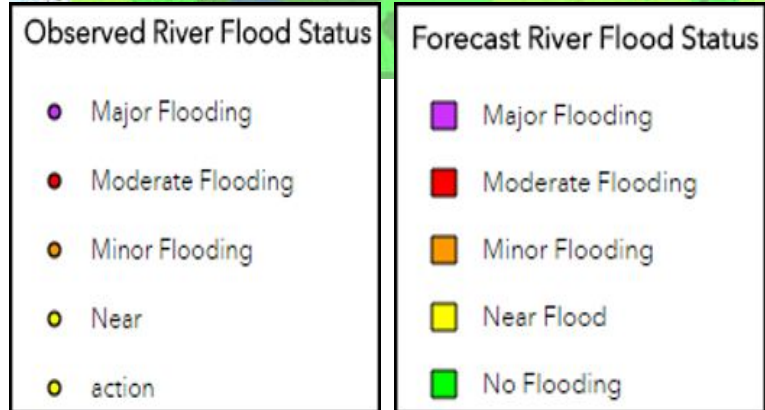 Observed River Flood Status
Major Flooding
Moderate Flooding
Minor Flooding
Near
action
Forecast River Flood Status
Major Flooding
Moderate Flooding
Minor Flooding
Near Flood
No Flooding